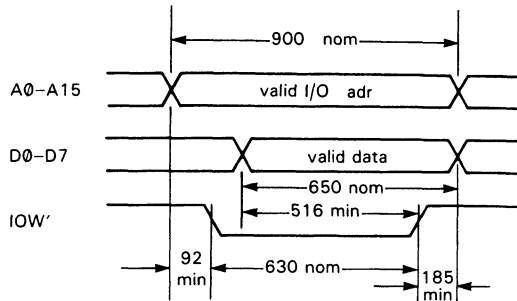 900 nom
A0-A15
valid I/O adr
D0-D7
valid data
650 nom
516 min
IOW'
92
min
630 nom
185
min